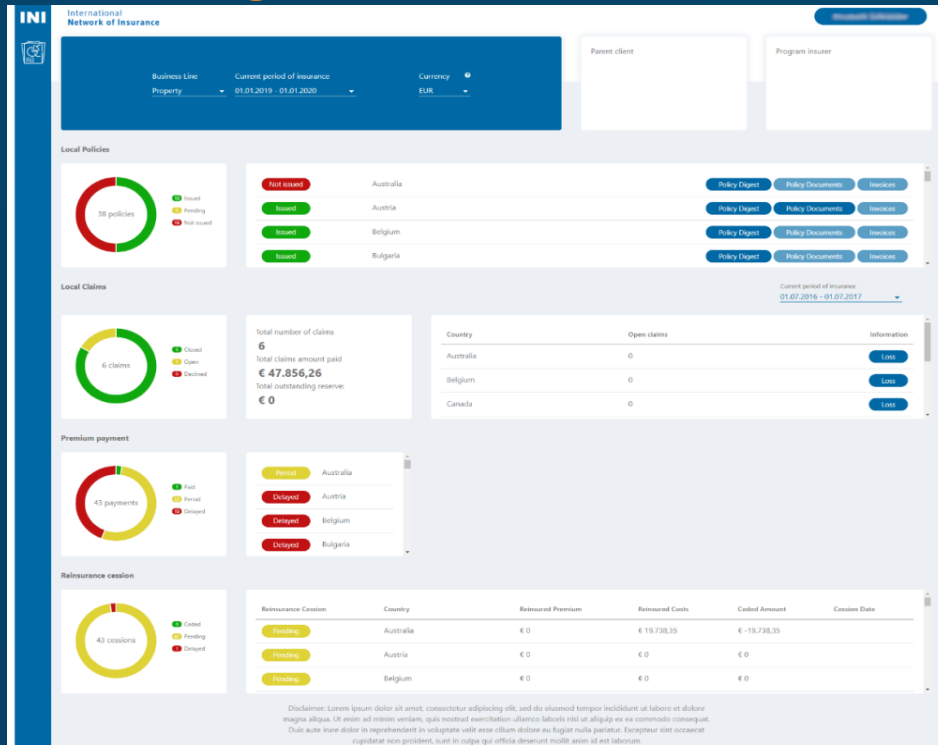 INI
International
Network of Insurance
Business Line
Property
Current period of insurance
01.01.2019 - 01.01.2020
Currency
EUR
Parent client
Program insurer
Local Policies
38 policies
Issued
Pending
Not issued
Not issued Australia Policy Digest Policy Documents Invoices
Issued Austria Policy Digest Policy Documents Invoices
Issued Belgium Policy Digest Policy Documents Invoices
Issued Bulgaria Policy Digest Policy Documents Invoices
Local Claims
Current period of insurance
01.07.2016 - 01.07.2017
6 claims
Closed
Open
Declined
Total number of claims
6
Total claims amount paid
€ 47.856,26
Total outstanding reserve:
€ 0
Country Open claims Information
Australia 0 Loss
Belgium 0 Loss
Canada 0 Loss
Premium payment
43 payments
Paid
Period
Delayed
Period Australia
Delayed Austria
Delayed Belgium
Delayed Bulgaria
Reinsurance cession
43 cessions
Ceded
Pending
Delayed
Reinsurance Cession Country Reinsured Premium Reinsured Costs Ceded Amount Cession Date
Pending Australia € 0 € 19.738,35 € -19.738,35
Pending Austria € 0 € 0 € 0
Pending Belgium € 0 € 0 € 0
Disclaimer: Lorem ipsum dolor sit amet, consectetur adipiscing elit, sed do eiusmod tempor incididunt ut labore et dolore
magna aliqua. Ut enim ad minim veniam, quis nostrud exercitation ullamco laboris nisi ut aliquip ex ea commodo consequat.
Duis aute irure dolor in reprehenderit in voluptate velit esse cillum dolore eu fugiat nulla pariatur. Excepteur sint occaecat
cupidatat non proident, sunt in culpa qui officia deserunt mollit anim id est laborum